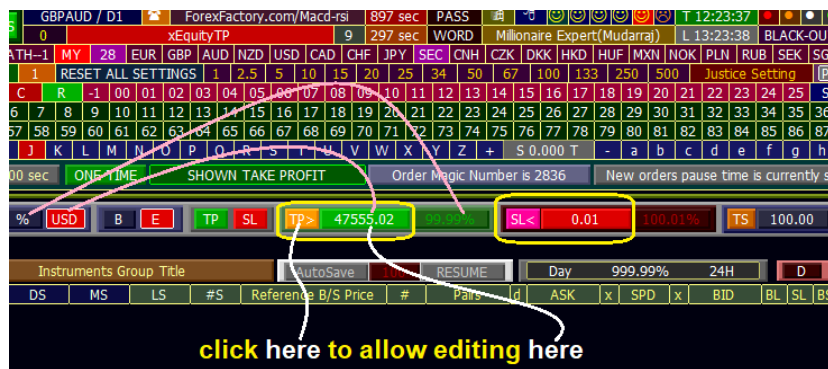 GBPAUD / D1 ForexFactory.com/Macd-rsi 897 sec PASS T 12:23:37
0 xEquityTP 9 297 sec WORD Millionaire Expert(Mudarraj) L 13:23:38 BLACK-OU
ATH--1 MY 28 EUR GBP AUD NZD USD CAD CHF JPY SEC CNH CZK DKK HKD HUF MXN NOK PLN RUB SEK SG
1 RESET ALL SETTINGS 1 2.5 5 10 15 20 25 34 50 67 100 133 250 500 Justice Setting P
C R -1 00 01 02 03 04 05 06 07 08 09 10 11 12 13 14 15 16 17 18 19 20 21 22 23 24 25 S
6 7 8 9 10 11 12 13 14 15 16 17 18 19 20 21 22 23 24 25 26 27 28 29 30 31 32 33 34 35 36
57 58 59 60 61 62 63 64 65 66 67 68 69 70 71 72 73 74 75 76 77 78 79 80 81 82 83 84 85 86 87
J K L M N O P Q R S T U V W X Y Z + S 0.000 T - a b c d e f g h
00 sec ONE TIME SHOWN TAKE PROFIT Order Magic Number is 2836 New orders pause time is currently s
% USD B E TP SL TP> 47555.02 99.99% SL< 0.01 100.01% TS 100.00
Instruments Group Title AutoSave 100 RESUME Day 999.99% 24H D
DS MS LS #S Reference B/S Price # Pairs d ASK x SPD x BID BL SL BS
click here to allow editing here